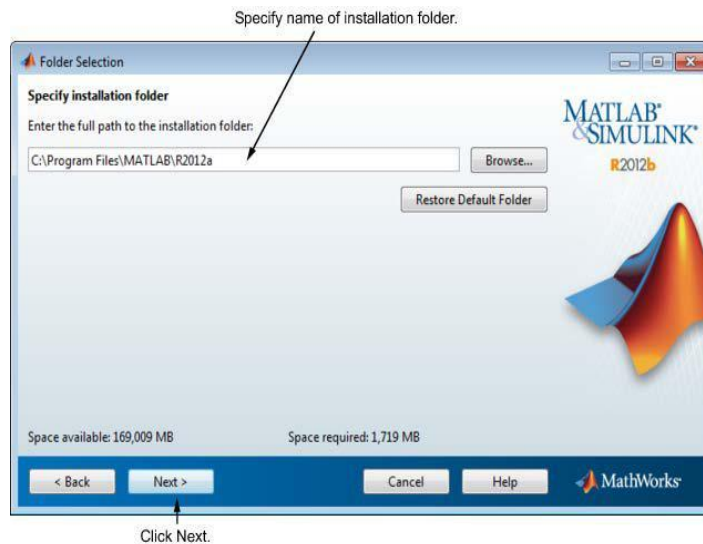 Specify name of installation folder.
Folder Selection
Specify installation folder
Enter the full path to the installation folder:
C:\Program Files\MATLAB\R2012a
Browse...
Restore Default Folder
MATLAB®
&SIMULINK®
R2012b
Space available: 169,009 MB
Space required: 1,719 MB
< Back
Next >
Cancel
Help
MathWorks®
Click Next.